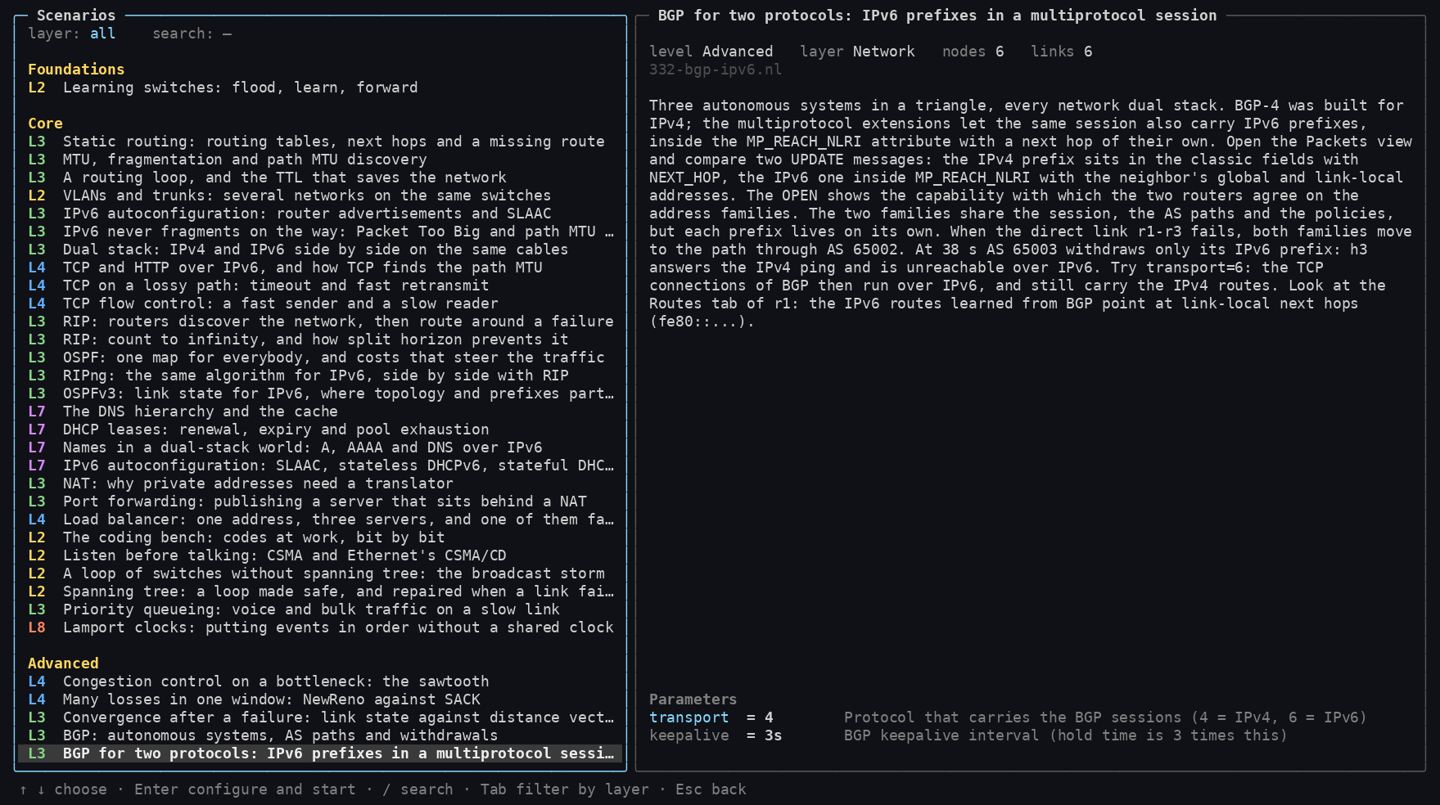 Scenarios
layer: all    search: –
Foundations
L2  Learning switches: flood, learn, forward
Core
L3  Static routing: routing tables, next hops and a missing route
L3  MTU, fragmentation and path MTU discovery
L3  A routing loop, and the TTL that saves the network
L2  VLANs and trunks: several networks on the same switches
L3  IPv6 autoconfiguration: router advertisements and SLAAC
L3  IPv6 never fragments on the way: Packet Too Big and path MTU …
L3  Dual stack: IPv4 and IPv6 side by side on the same cables
L4  TCP and HTTP over IPv6, and how TCP finds the path MTU
L4  TCP on a lossy path: timeout and fast retransmit
L4  TCP flow control: a fast sender and a slow reader
L3  RIP: routers discover the network, then route around a failure
L3  RIP: count to infinity, and how split horizon prevents it
L3  OSPF: one map for everybody, and costs that steer the traffic
L3  RIPng: the same algorithm for IPv6, side by side with RIP
L3  OSPFv3: link state for IPv6, where topology and prefixes part…
L7  The DNS hierarchy and the cache
L7  DHCP leases: renewal, expiry and pool exhaustion
L7  Names in a dual-stack world: A, AAAA and DNS over IPv6
L7  IPv6 autoconfiguration: SLAAC, stateless DHCPv6, stateful DHC…
L3  NAT: why private addresses need a translator
L3  Port forwarding: publishing a server that sits behind a NAT
L4  Load balancer: one address, three servers, and one of them fa…
L2  The coding bench: codes at work, bit by bit
L2  Listen before talking: CSMA and Ethernet's CSMA/CD
L2  A loop of switches without spanning tree: the broadcast storm
L2  Spanning tree: a loop made safe, and repaired when a link fai…
L3  Priority queueing: voice and bulk traffic on a slow link
L8  Lamport clocks: putting events in order without a shared clock
Advanced
L4  Congestion control on a bottleneck: the sawtooth
L4  Many losses in one window: NewReno against SACK
L3  Convergence after a failure: link state against distance vect…
L3  BGP: autonomous systems, AS paths and withdrawals
L3  BGP for two protocols: IPv6 prefixes in a multiprotocol sessi…
BGP for two protocols: IPv6 prefixes in a multiprotocol session
level Advanced   layer Network   nodes 6   links 6
332-bgp-ipv6.nl
Three autonomous systems in a triangle, every network dual stack. BGP-4 was built for
IPv4; the multiprotocol extensions let the same session also carry IPv6 prefixes,
inside the MP_REACH_NLRI attribute with a next hop of their own. Open the Packets view
and compare two UPDATE messages: the IPv4 prefix sits in the classic fields with
NEXT_HOP, the IPv6 one inside MP_REACH_NLRI with the neighbor's global and link-local
addresses. The OPEN shows the capability with which the two routers agree on the
address families. The two families share the session, the AS paths and the policies,
but each prefix lives on its own. When the direct link r1-r3 fails, both families move
to the path through AS 65002. At 38 s AS 65003 withdraws only its IPv6 prefix: h3
answers the IPv4 ping and is unreachable over IPv6. Try transport=6: the TCP
connections of BGP then run over IPv6, and still carry the IPv4 routes. Look at the
Routes tab of r1: the IPv6 routes learned from BGP point at link-local next hops
(fe80::...).
Parameters
transport  = 4        Protocol that carries the BGP sessions (4 = IPv4, 6 = IPv6)
keepalive  = 3s       BGP keepalive interval (hold time is 3 times this)
↑ ↓ choose · Enter configure and start · / search · Tab filter by layer · Esc back